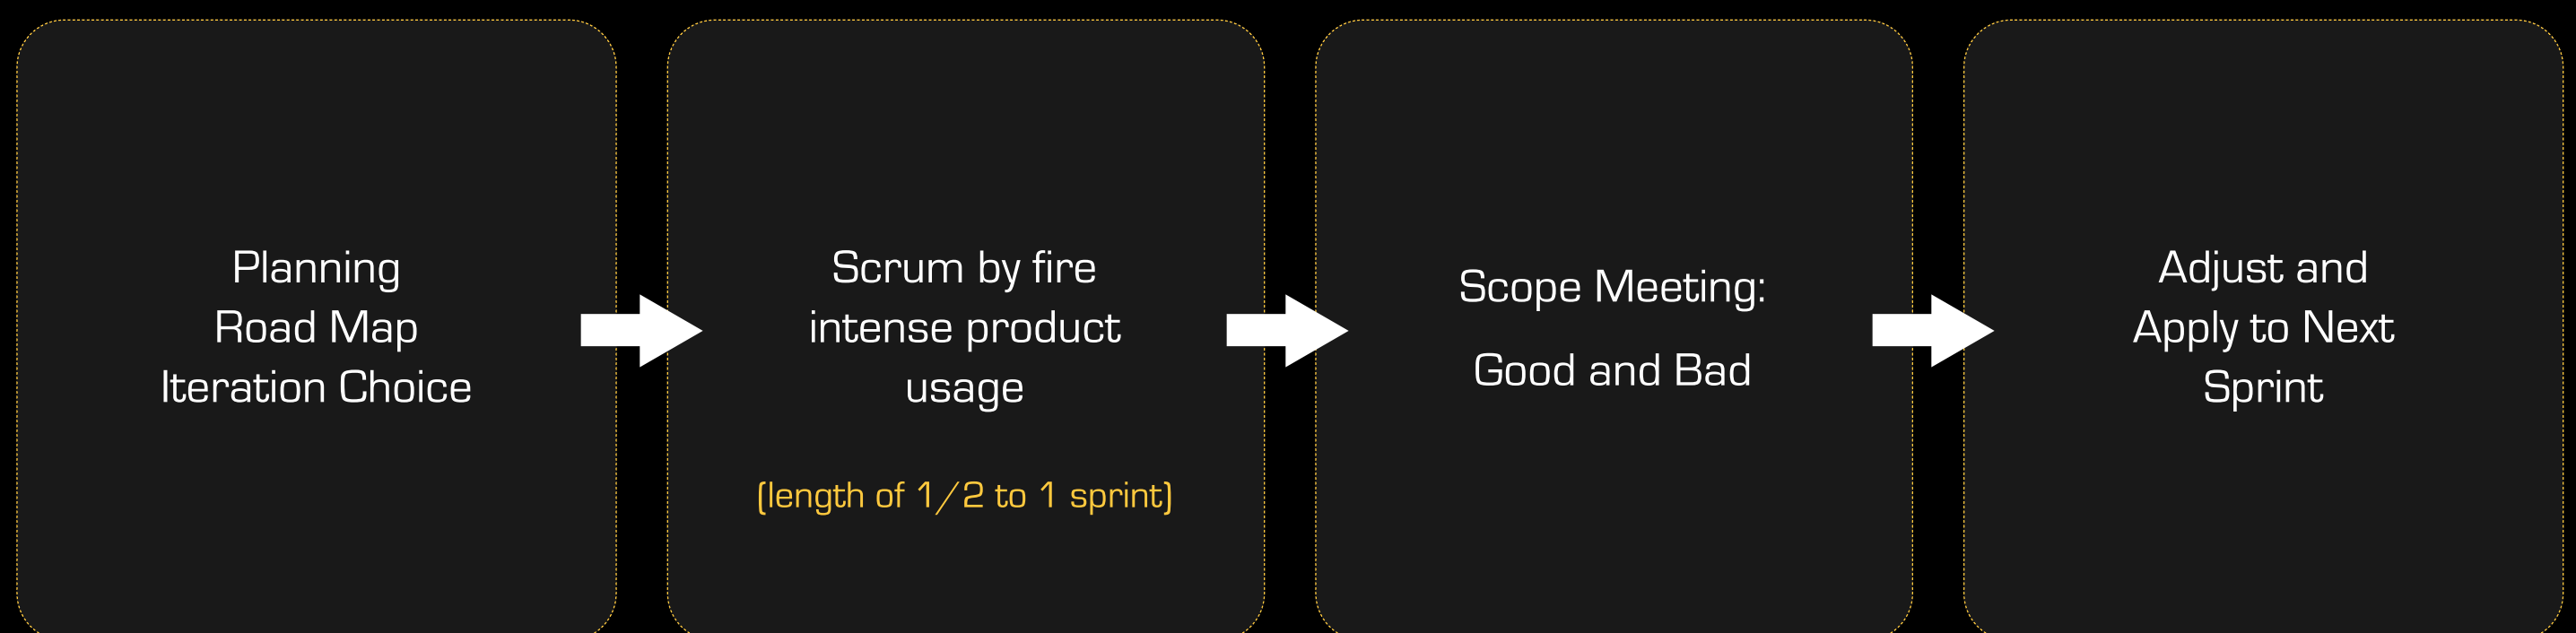 Planning
Road Map
Iteration Choice
Scrum by fire
intense product
usage
(length of 1/2 to 1 sprint)
Scope Meeting:
Good and Bad
Adjust and
Apply to Next
Sprint